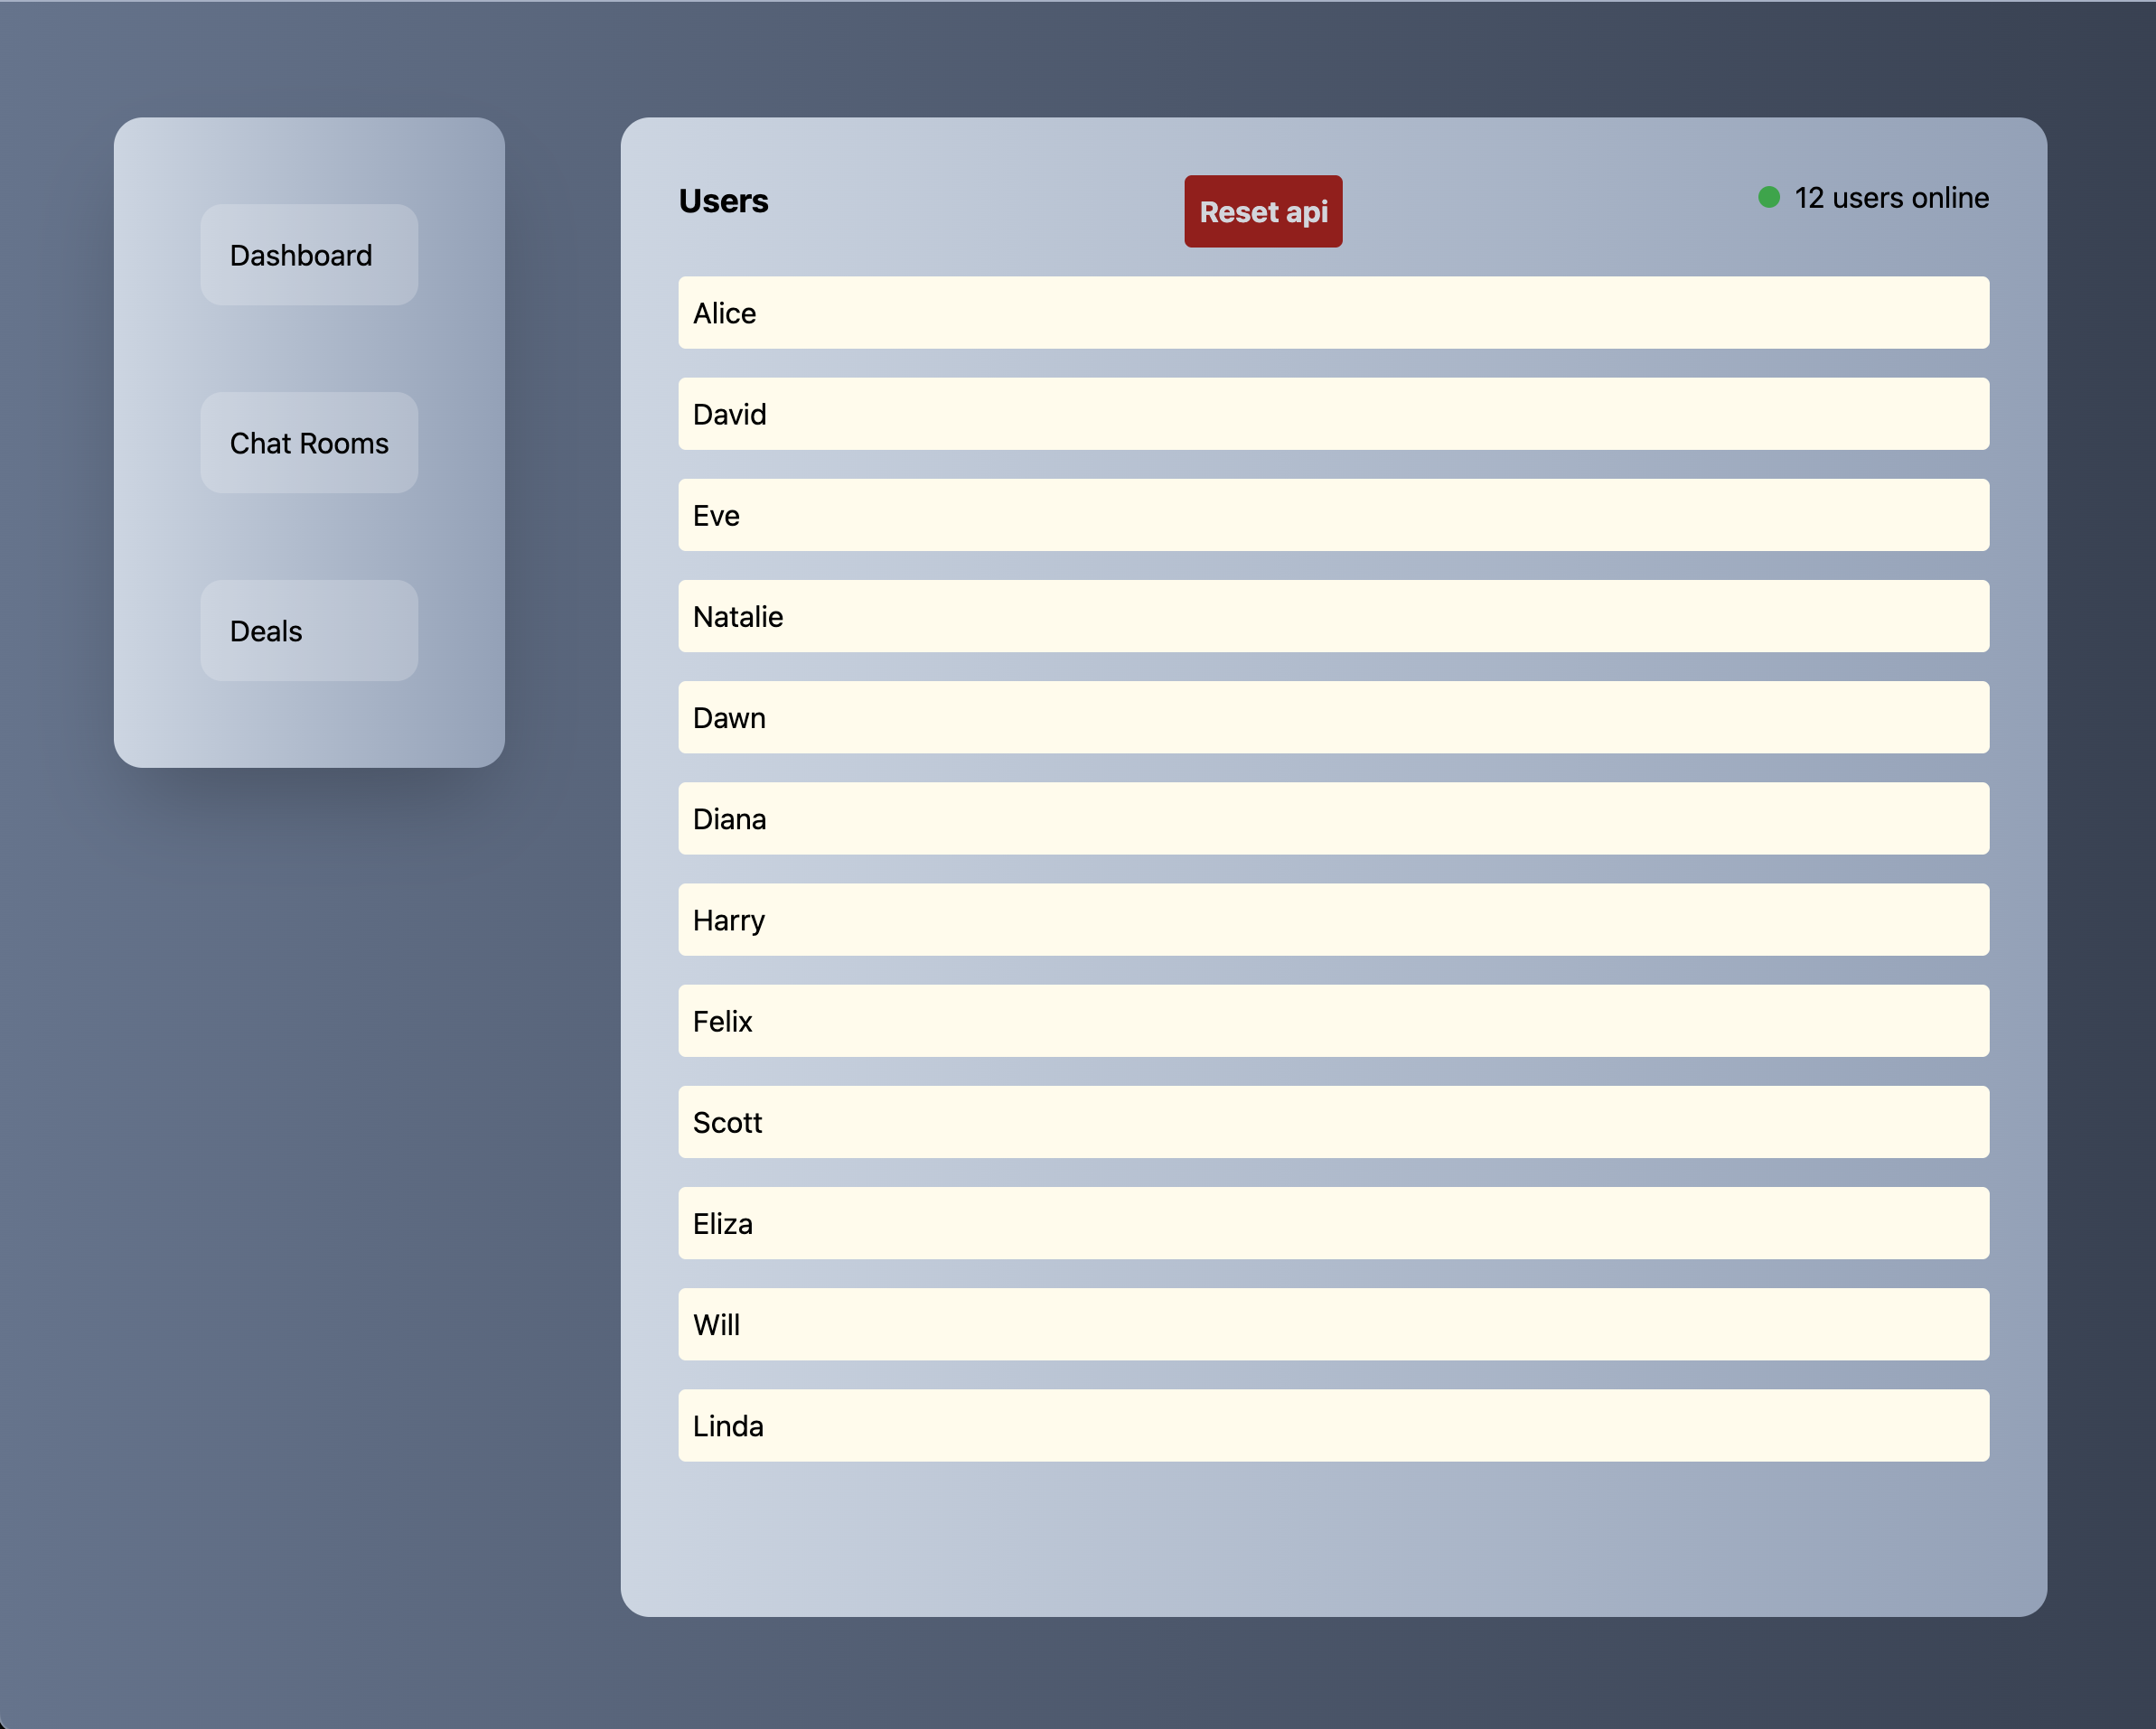 Dashboard
Chat Rooms
Deals
Users
Reset api
12 users online
Alice
David
Eve
Natalie
Dawn
Diana
Harry
Felix
Scott
Eliza
Will
Linda